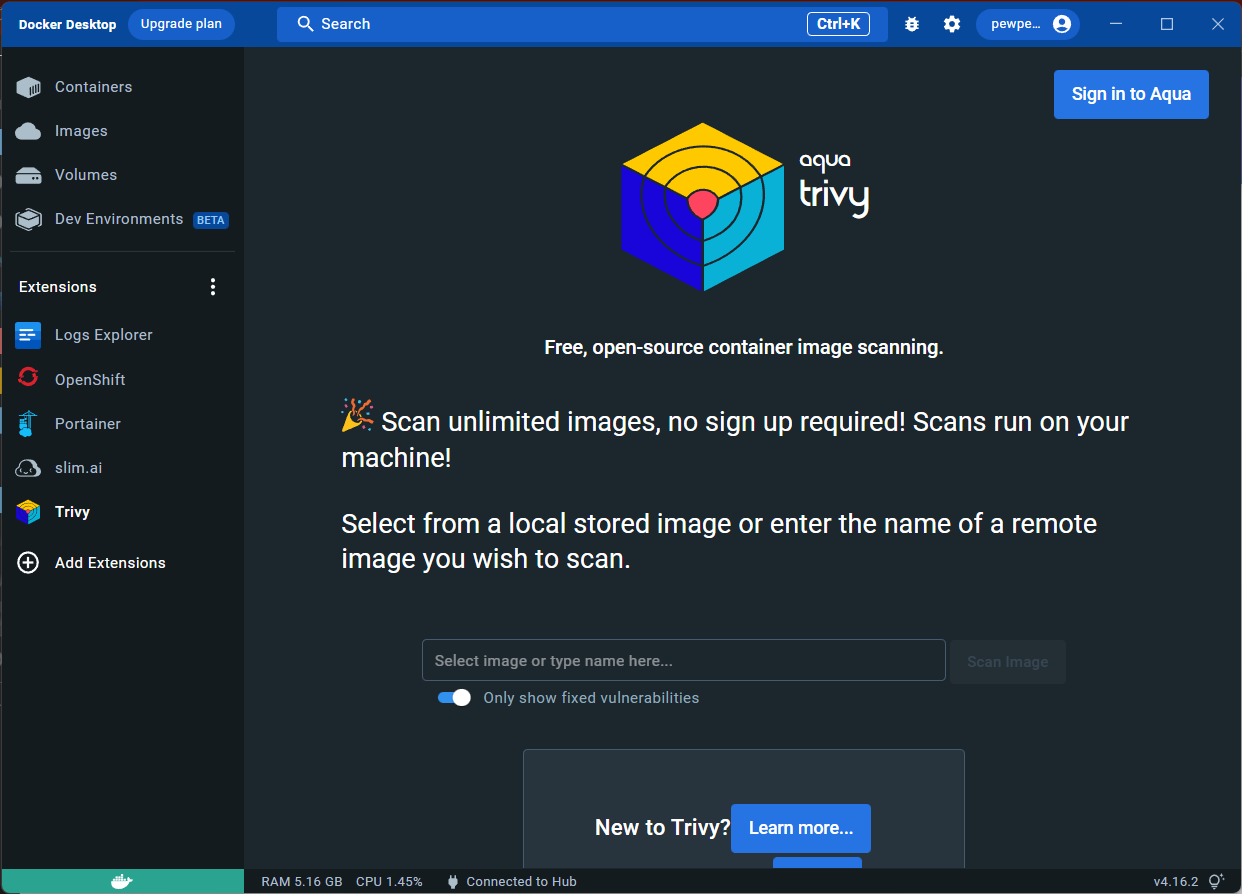 Docker Desktop
Upgrade plan
Search
Ctrl+K
pewpe...
Containers
Images
Volumes
Dev Environments BETA
Extensions
Logs Explorer
OpenShift
Portainer
slim.ai
Trivy
Add Extensions
Sign in to Aqua
aqua
trivy
Free, open-source container image scanning.
🎉 Scan unlimited images, no sign up required! Scans run on your
machine!
Select from a local stored image or enter the name of a remote
image you wish to scan.
Select image or type name here...
Scan Image
Only show fixed vulnerabilities
New to Trivy?
Learn more...
RAM 5.16 GB CPU 1.45% Connected to Hub
v4.16.2